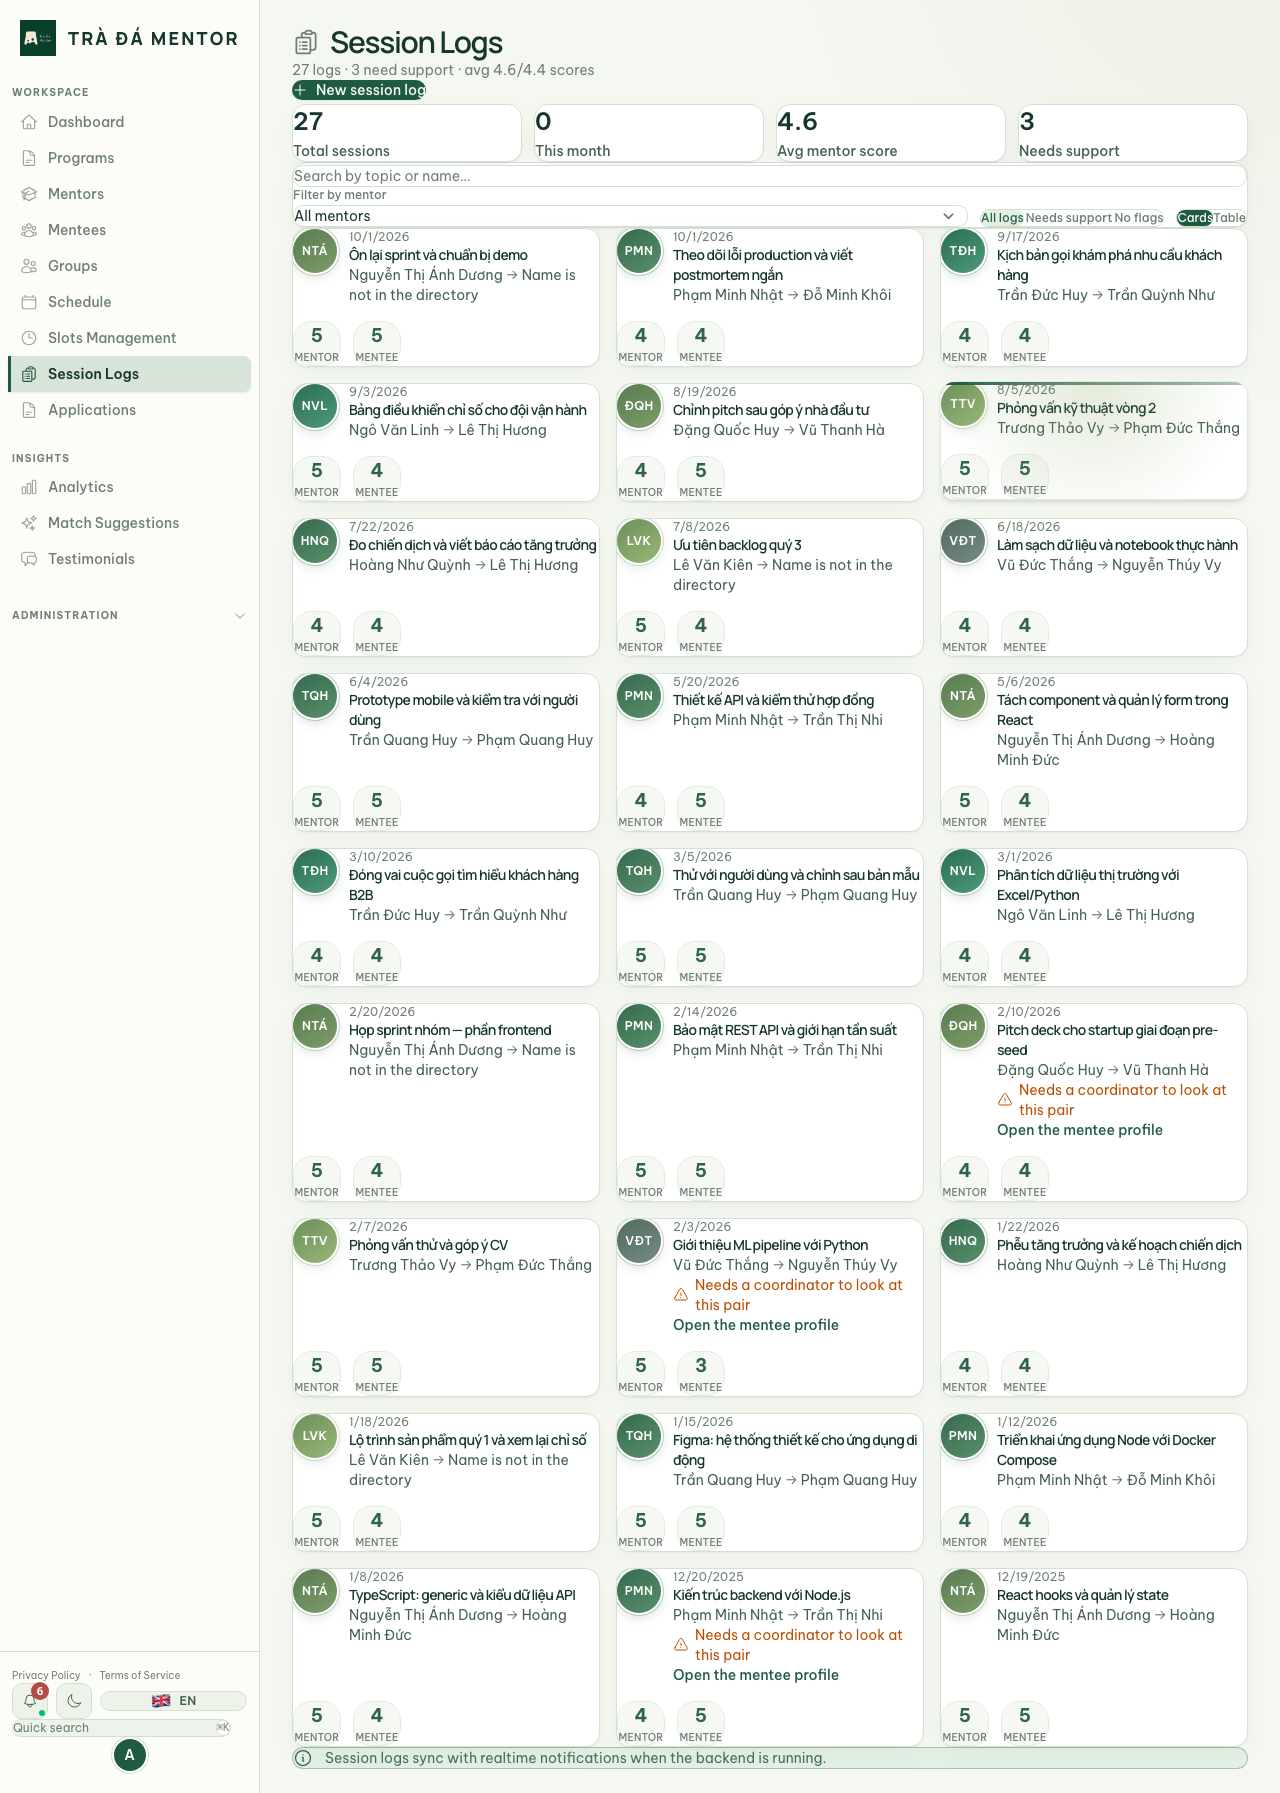 TRÀ ĐÁ MENTOR
WORKSPACE
Dashboard
Programs
Mentors
Mentees
Groups
Schedule
Slots Management
Session Logs
Applications
INSIGHTS
Analytics
Match Suggestions
Testimonials
ADMINISTRATION
Privacy Policy · Terms of Service
6
EN
Quick search ⌘K
A
Session Logs
27 logs · 3 need support · avg 4.6/4.4 scores
New session log
27
Total sessions
0
This month
4.6
Avg mentor score
3
Needs support
Search by topic or name...
Filter by mentor
All mentors
All logs Needs support No flags
Cards Table
NTÁ
10/1/2026
Ôn lại sprint và chuẩn bị demo
Nguyễn Thị Ánh Dương → Name is
not in the directory
5 5
MENTOR MENTEE
PMN
10/1/2026
Theo dõi lỗi production và viết
postmortem ngắn
Phạm Minh Nhật → Đỗ Minh Khôi
4 4
MENTOR MENTEE
TĐH
9/17/2026
Kịch bản gọi khám phá nhu cầu khách
hàng
Trần Đức Huy → Trần Quỳnh Như
4 4
MENTOR MENTEE
NVL
9/3/2026
Bảng điều khiển chỉ số cho đội vận hành
Ngô Văn Linh → Lê Thị Hương
5 4
MENTOR MENTEE
ĐQH
8/19/2026
Chỉnh pitch sau góp ý nhà đầu tư
Đặng Quốc Huy → Vũ Thanh Hà
4 5
MENTOR MENTEE
TTV
8/5/2026
Phỏng vấn kỹ thuật vòng 2
Trương Thảo Vy → Phạm Đức Thắng
5 5
MENTOR MENTEE
HNQ
7/22/2026
Đo chiến dịch và viết báo cáo tăng trưởng
Hoàng Như Quỳnh → Lê Thị Hương
4 4
MENTOR MENTEE
LVK
7/8/2026
Ưu tiên backlog quý 3
Lê Văn Kiên → Name is not in the
directory
5 4
MENTOR MENTEE
VĐT
6/18/2026
Làm sạch dữ liệu và notebook thực hành
Vũ Đức Thắng → Nguyễn Thúy Vy
4 4
MENTOR MENTEE
TQH
6/4/2026
Prototype mobile và kiểm tra với người
dùng
Trần Quang Huy → Phạm Quang Huy
5 5
MENTOR MENTEE
PMN
5/20/2026
Thiết kế API và kiểm thử hợp đồng
Phạm Minh Nhật → Trần Thị Nhi
4 5
MENTOR MENTEE
NTÁ
5/6/2026
Tách component và quản lý form trong
React
Nguyễn Thị Ánh Dương → Hoàng
Minh Đức
5 4
MENTOR MENTEE
TĐH
3/10/2026
Đóng vai cuộc gọi tìm hiểu khách hàng
B2B
Trần Đức Huy → Trần Quỳnh Như
4 4
MENTOR MENTEE
TQH
3/5/2026
Thử với người dùng và chỉnh sau bản mẫu
Trần Quang Huy → Phạm Quang Huy
5 5
MENTOR MENTEE
NVL
3/1/2026
Phân tích dữ liệu thị trường với
Excel/Python
Ngô Văn Linh → Lê Thị Hương
4 4
MENTOR MENTEE
NTÁ
2/20/2026
Họp sprint nhóm — phần frontend
Nguyễn Thị Ánh Dương → Name is
not in the directory
5 4
MENTOR MENTEE
PMN
2/14/2026
Bảo mật REST API và giới hạn tần suất
Phạm Minh Nhật → Trần Thị Nhi
5 5
MENTOR MENTEE
ĐQH
2/10/2026
Pitch deck cho startup giai đoạn pre-
seed
Đặng Quốc Huy → Vũ Thanh Hà
Needs a coordinator to look at
this pair
Open the mentee profile
4 4
MENTOR MENTEE
TTV
2/7/2026
Phỏng vấn thử và góp ý CV
Trương Thảo Vy → Phạm Đức Thắng
5 5
MENTOR MENTEE
VĐT
2/3/2026
Giới thiệu ML pipeline với Python
Vũ Đức Thắng → Nguyễn Thúy Vy
Needs a coordinator to look at
this pair
Open the mentee profile
5 3
MENTOR MENTEE
HNQ
1/22/2026
Phễu tăng trưởng và kế hoạch chiến dịch
Hoàng Như Quỳnh → Lê Thị Hương
4 4
MENTOR MENTEE
LVK
1/18/2026
Lộ trình sản phẩm quý 1 và xem lại chỉ số
Lê Văn Kiên → Name is not in the
directory
5 4
MENTOR MENTEE
TQH
1/15/2026
Figma: hệ thống thiết kế cho ứng dụng di
động
Trần Quang Huy → Phạm Quang Huy
5 5
MENTOR MENTEE
PMN
1/12/2026
Triển khai ứng dụng Node với Docker
Compose
Phạm Minh Nhật → Đỗ Minh Khôi
4 4
MENTOR MENTEE
NTÁ
1/8/2026
TypeScript: generic và kiểu dữ liệu API
Nguyễn Thị Ánh Dương → Hoàng
Minh Đức
5 4
MENTOR MENTEE
PMN
12/20/2025
Kiến trúc backend với Node.js
Phạm Minh Nhật → Trần Thị Nhi
Needs a coordinator to look at
this pair
Open the mentee profile
4 5
MENTOR MENTEE
NTÁ
12/19/2025
React hooks và quản lý state
Nguyễn Thị Ánh Dương → Hoàng
Minh Đức
5 5
MENTOR MENTEE
Session logs sync with realtime notifications when the backend is running.